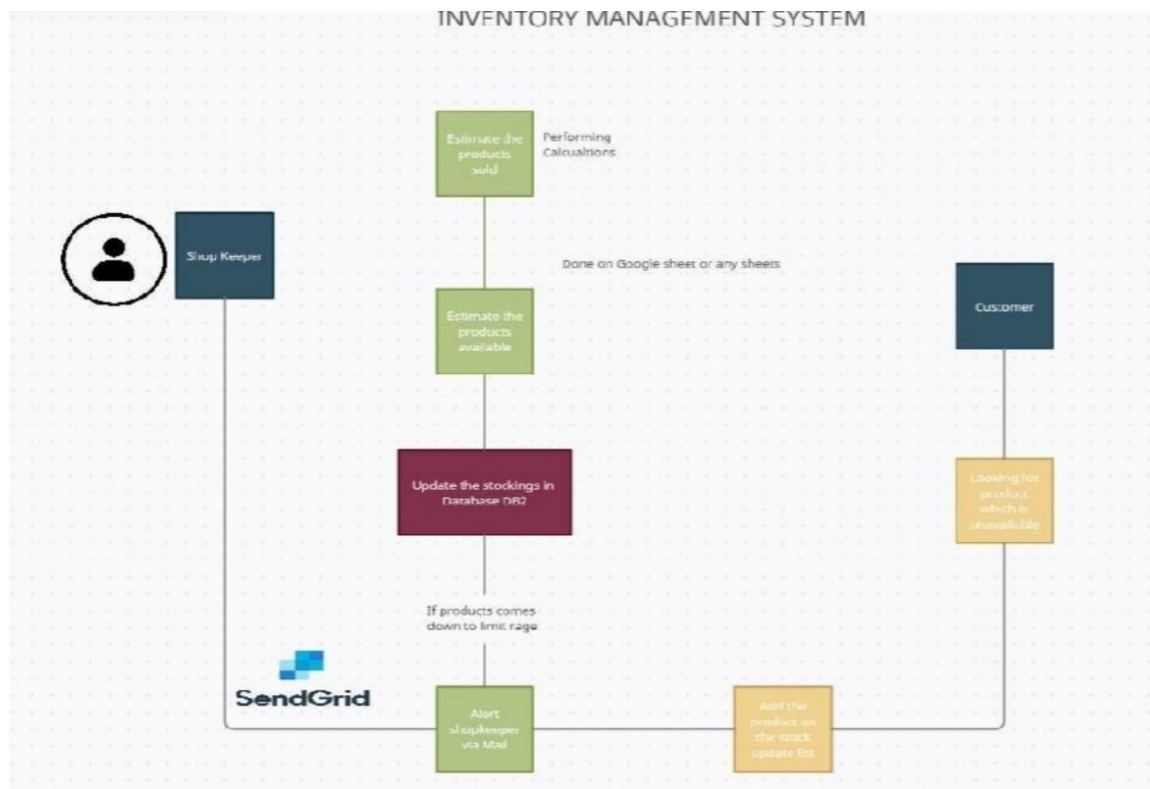 INVENTORY MANAGEMENT SYSTEM
Estimate the
products
sold
Performing
Calcualtions
Shop Keeper
Done on Google sheet or any sheets
Customer
Estimate the
products
available
Update the stockings in
Database DB2
Looking for
product
which is
unavailable
If products comes
down to limit rage
SendGrid
Alert
shopkeeper
via Mail
Add the
product on
the stock
update list